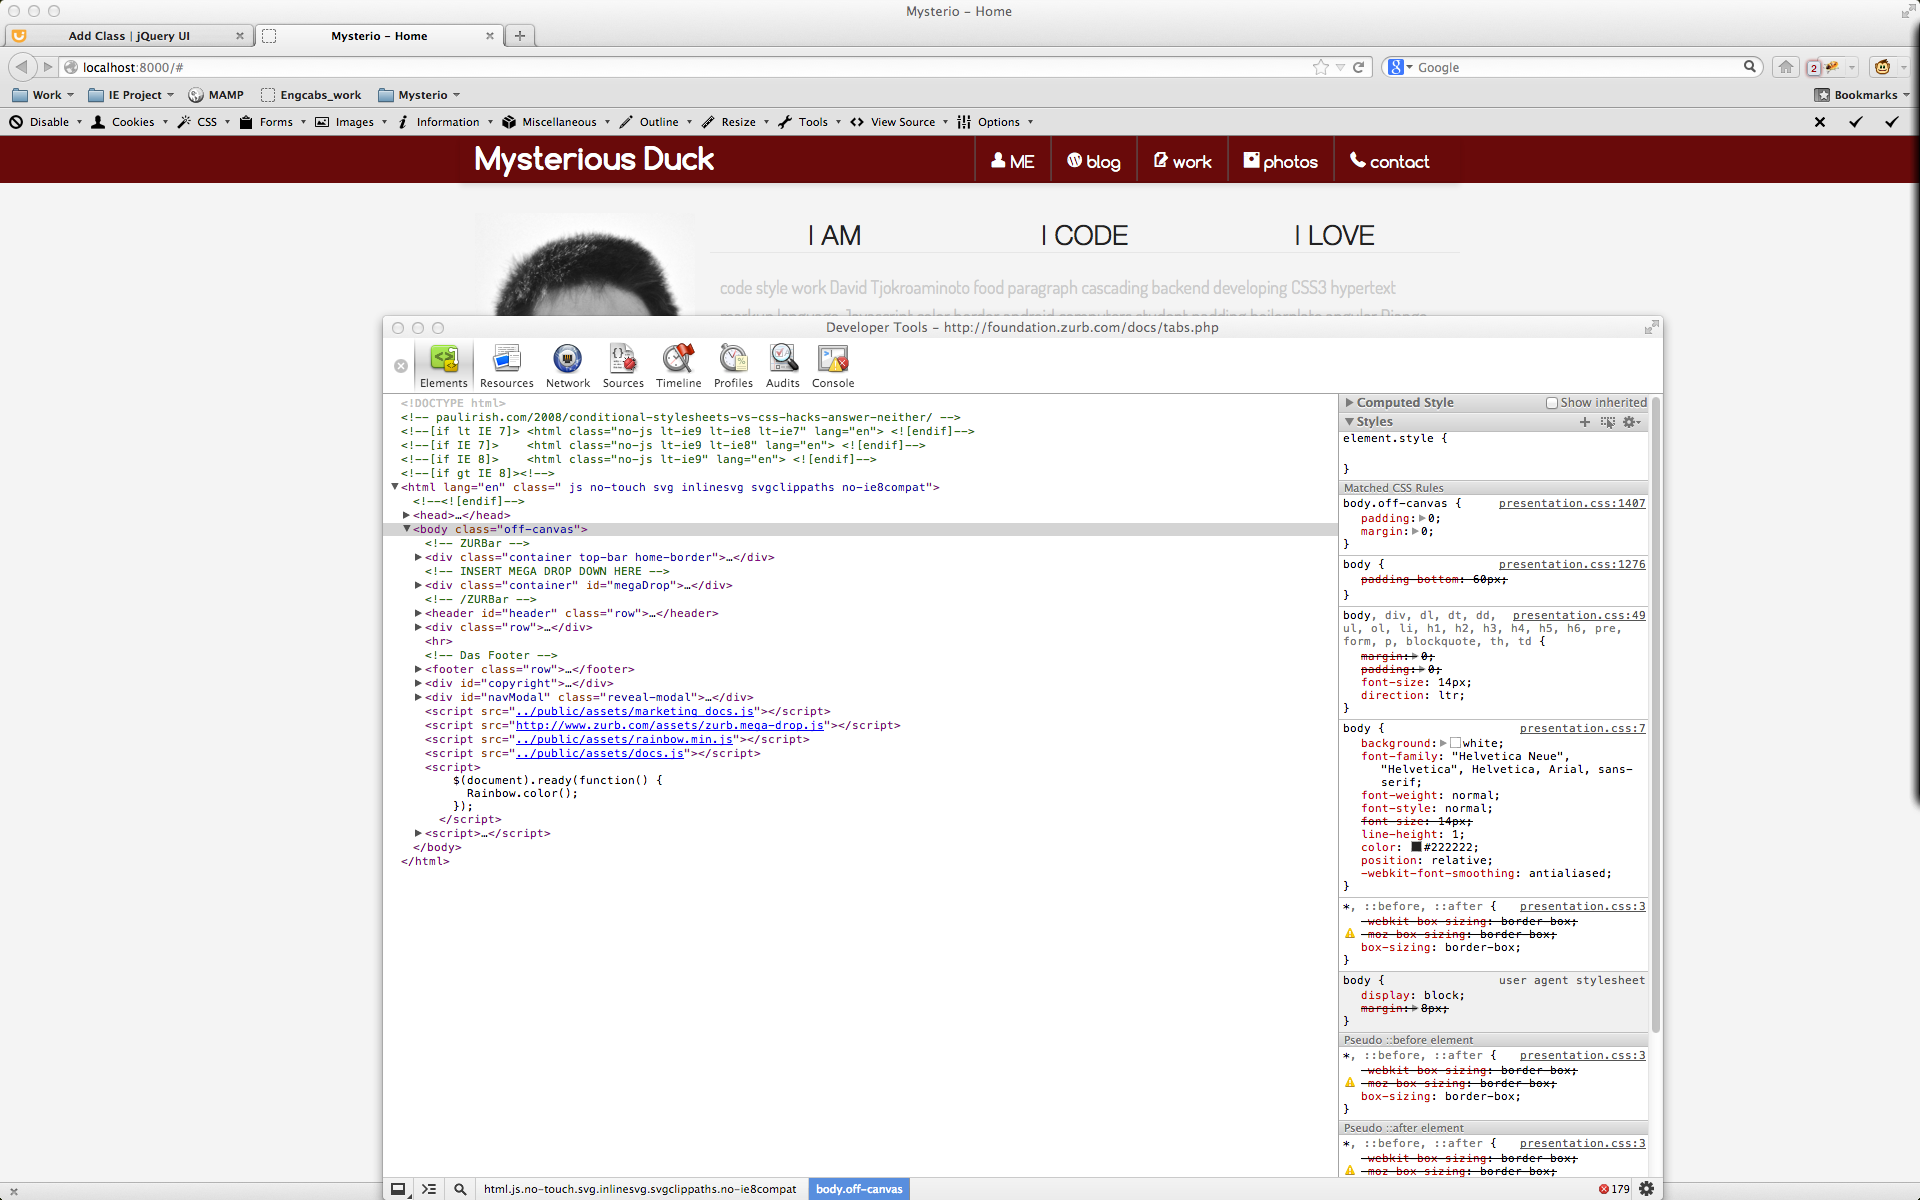 Mysterio – Home
Add Class | jQuery UI
Mysterio – Home
localhost:8000/#
Google
2
Work
IE Project
MAMP
Engcabs_work
Mysterio
Bookmarks
Disable
Cookies
CSS
Forms
Images
Information
Miscellaneous
Outline
Resize
Tools
View Source
Options
Mysterious Duck
ME
blog
work
photos
contact
I AM
I CODE
I LOVE
code style work David Tjokroaminoto food paragraph cascading backend developing CSS3 hypertext
Developer Tools – http://foundation.zurb.com/docs/tabs.php
Elements
Resources
Network
Sources
Timeline
Profiles
Audits
Console
<!DOCTYPE html>
<!-- paulirish.com/2008/conditional-stylesheets-vs-css-hacks-answer-neither/ -->
<!--[if lt IE 7]> <html class="no-js lt-ie9 lt-ie8 lt-ie7" lang="en"> <![endif]-->
<!--[if IE 7]>    <html class="no-js lt-ie9 lt-ie8" lang="en"> <![endif]-->
<!--[if IE 8]>    <html class="no-js lt-ie9" lang="en"> <![endif]-->
<!--[if gt IE 8]><!-->
<html lang="en" class=" js no-touch svg inlinesvg svgclippaths no-ie8compat">
<!--<![endif]-->
<head>…</head>
<body class="off-canvas">
<!-- ZURBar -->
<div class="container top-bar home-border">…</div>
<!-- INSERT MEGA DROP DOWN HERE -->
<div class="container" id="megaDrop">…</div>
<!-- /ZURBar -->
<header id="header" class="row">…</header>
<div class="row">…</div>
<hr>
<!-- Das Footer -->
<footer class="row">…</footer>
<div id="copyright">…</div>
<div id="navModal" class="reveal-modal">…</div>
<script src="../public/assets/marketing_docs.js"></script>
<script src="http://www.zurb.com/assets/zurb.mega-drop.js"></script>
<script src="../public/assets/rainbow.min.js"></script>
<script src="../public/assets/docs.js"></script>
<script>
$(document).ready(function() {
Rainbow.color();
});
</script>
<script>…</script>
</body>
</html>
Computed Style
Show inherited
Styles
element.style {
}
Matched CSS Rules
body.off-canvas {
presentation.css:1407
padding: 0;
margin: 0;
}
body {
presentation.css:1276
padding-bottom: 60px;
}
body, div, dl, dt, dd,
presentation.css:49
ul, ol, li, h1, h2, h3, h4, h5, h6, pre,
form, p, blockquote, th, td {
margin: 0;
padding: 0;
font-size: 14px;
direction: ltr;
}
body {
presentation.css:7
background: white;
font-family: "Helvetica Neue",
"Helvetica", Helvetica, Arial, sans-
serif;
font-weight: normal;
font-style: normal;
font-size: 14px;
line-height: 1;
color: #222222;
position: relative;
-webkit-font-smoothing: antialiased;
}
*, ::before, ::after {
presentation.css:3
-webkit-box-sizing: border-box;
-moz-box-sizing: border-box;
box-sizing: border-box;
}
body {
user agent stylesheet
display: block;
margin: 8px;
}
Pseudo ::before element
*, ::before, ::after {
presentation.css:3
-webkit-box-sizing: border-box;
-moz-box-sizing: border-box;
box-sizing: border-box;
}
Pseudo ::after element
*, ::before, ::after {
presentation.css:3
-webkit-box-sizing: border-box;
-moz-box-sizing: border-box;
html.js.no-touch.svg.inlinesvg.svgclippaths.no-ie8compat
body.off-canvas
179